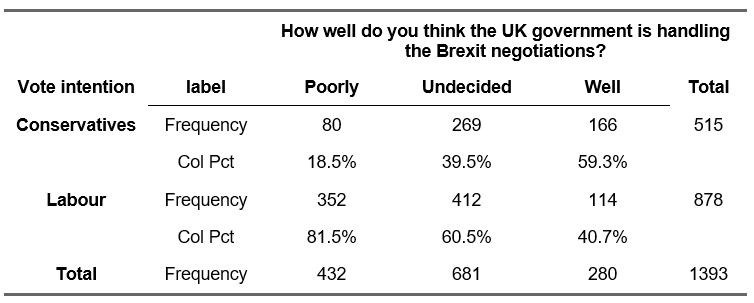 How well do you think the UK government is handling
the Brexit negotiations?
Vote intention label Poorly Undecided Well Total
Conservatives Frequency 80 269 166 515
Col Pct 18.5% 39.5% 59.3%
Labour Frequency 352 412 114 878
Col Pct 81.5% 60.5% 40.7%
Total Frequency 432 681 280 1393